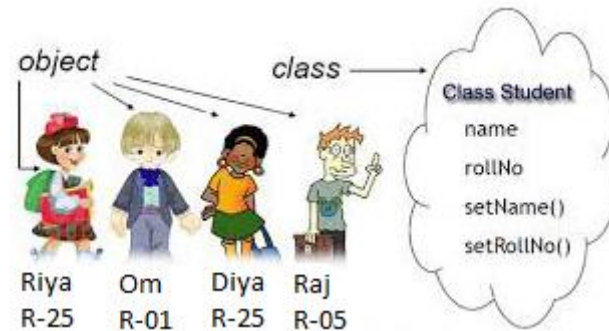 object
class
Class Student
name
rollNo
setName()
setRollNo()
Riya Om Diya Raj
R-25 R-01 R-25 R-05